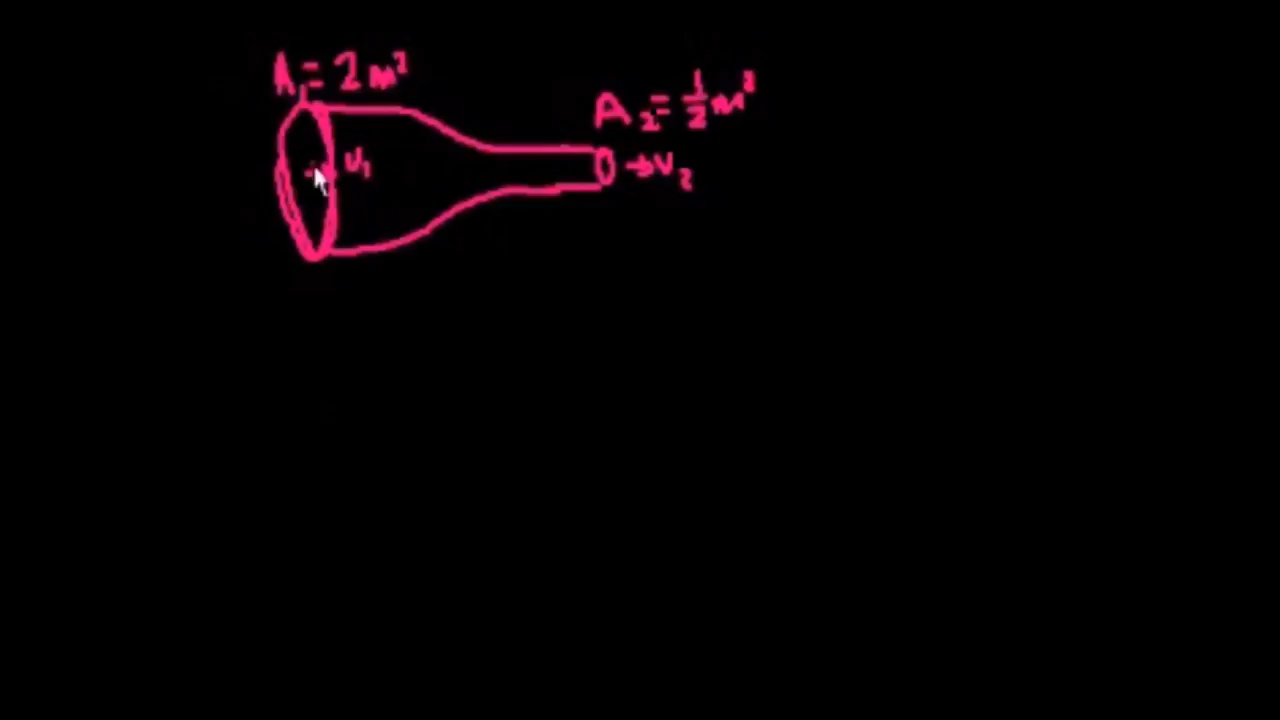 A₁ = 2 m²
A₂ = 1/2 m²
V₁
→ V₂